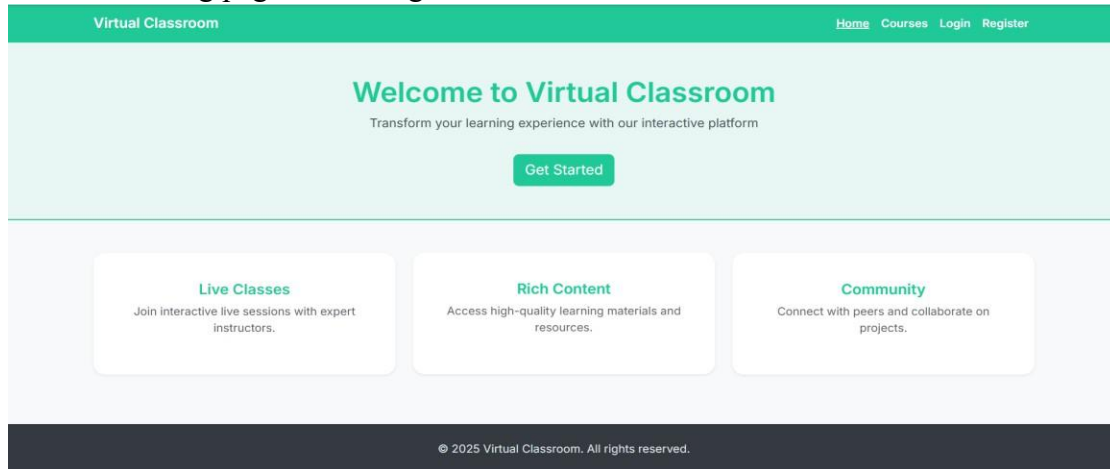 Virtual Classroom
Home Courses Login Register
Welcome to Virtual Classroom
Transform your learning experience with our interactive platform
Get Started
Live Classes
Join interactive live sessions with expert
instructors.
Rich Content
Access high-quality learning materials and
resources.
Community
Connect with peers and collaborate on
projects.
© 2025 Virtual Classroom. All rights reserved.